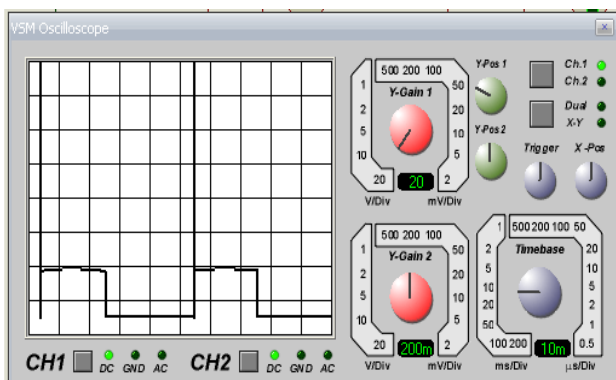 VSM Oscilloscope
x
500 200 100
1
2
5
10
20
50
20
10
5
2
Y-Gain 1
20
V/Div
mV/Div
Y-Pos 1
Y-Pos 2
Ch.1
Ch.2
Dual
X-Y
Trigger
X-Pos
500 200 100
1
2
5
10
20
50
20
10
5
2
Y-Gain 2
200m
V/Div
mV/Div
1
500 200 100 50
2
5
10
20
50
100 200
20
10
5
2
1
0.5
Timebase
10m
ms/Div
µs/Div
CH1
DC
GND
AC
CH2
DC
GND
AC